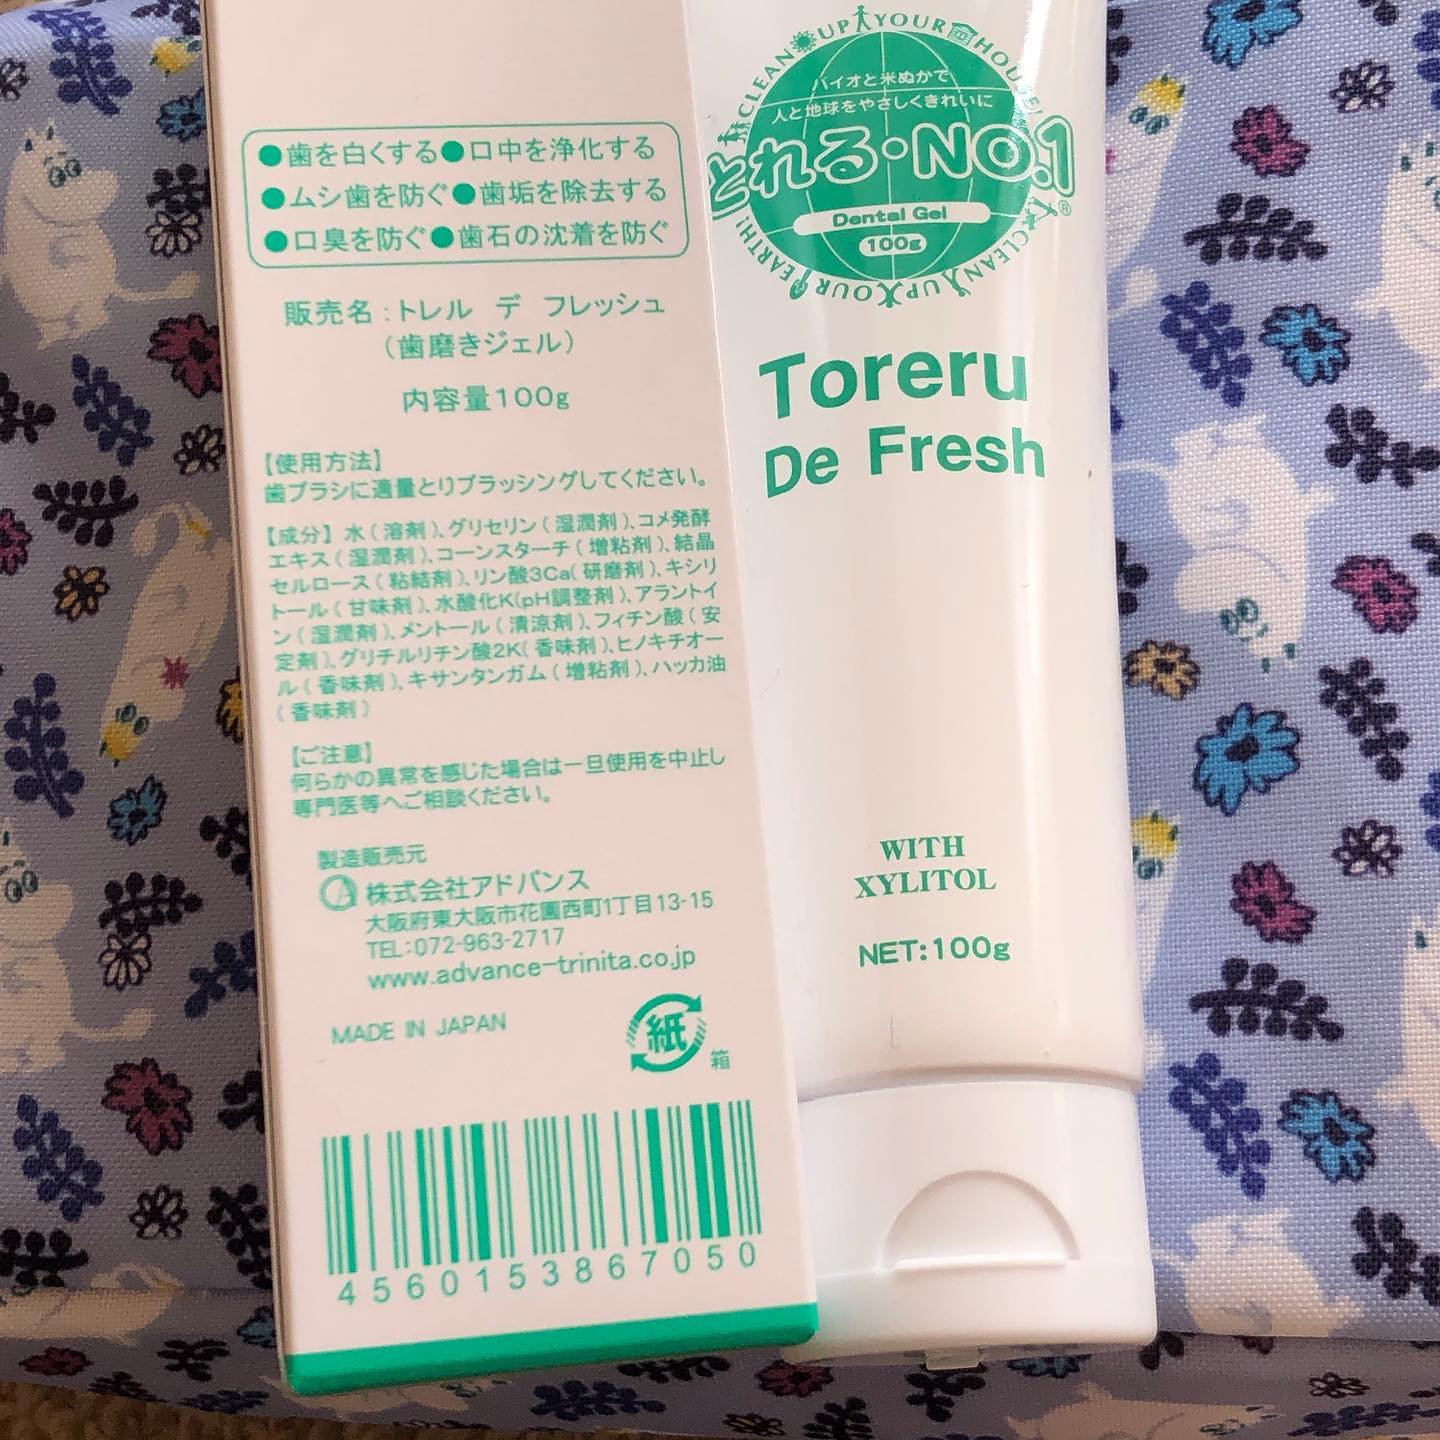 ●歯を白くする●口中を浄化する
●ムシ歯を防ぐ●歯垢を除去する
●口臭を防ぐ●歯石の沈着を防ぐ
販売名：トレル デ フレッシュ
（歯磨きジェル）
内容量100g
【使用方法】
歯ブラシに適量とりブラッシングしてください。
【成分】水（溶剤）、グリセリン（湿潤剤）、コメ発酵
エキス（湿潤剤）、コーンスターチ（増粘剤）、結晶
セルロース（粘結剤）、リン酸3Ca（研磨剤）、キシリ
トール（甘味剤）、水酸化K（pH調整剤）、アラントイ
ン（湿潤剤）、メントール（清涼剤）、フィチン酸（安
定剤）、グリチルリチン酸2K（香味剤）、ヒノキチオー
ル（香味剤）、キサンタンガム（増粘剤）、ハッカ油
（香味剤）
【ご注意】
何らかの異常を感じた場合は一旦使用を中止し
専門医等へご相談ください。
製造販売元
株式会社アドバンス
大阪府東大阪市花園西町1丁目13-15
TEL:072-963-2717
www.advance-trinita.co.jp
MADE IN JAPAN
紙
箱
4560153867050
CLEAN UP YOUR HOUSE!
バイオと米ぬかで
人と地球をやさしくきれいに
とれる・NO.1®
Dental Gel
100g
CLEAN UP OUR EARTH!
Toreru
De Fresh
WITH
XYLITOL
NET:100g